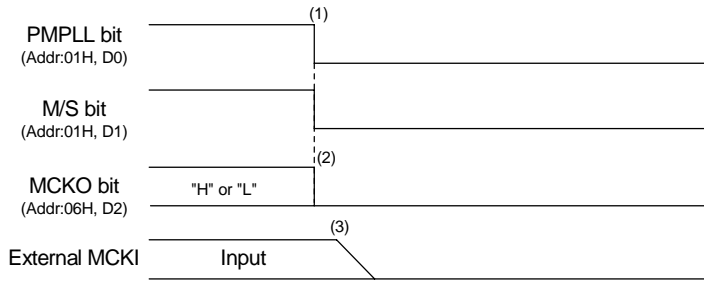 (1)
PMPLL bit
(Addr:01H, D0)
M/S bit
(Addr:01H, D1)
(2)
MCKO bit
"H" or "L"
(Addr:06H, D2)
(3)
External MCKI
Input